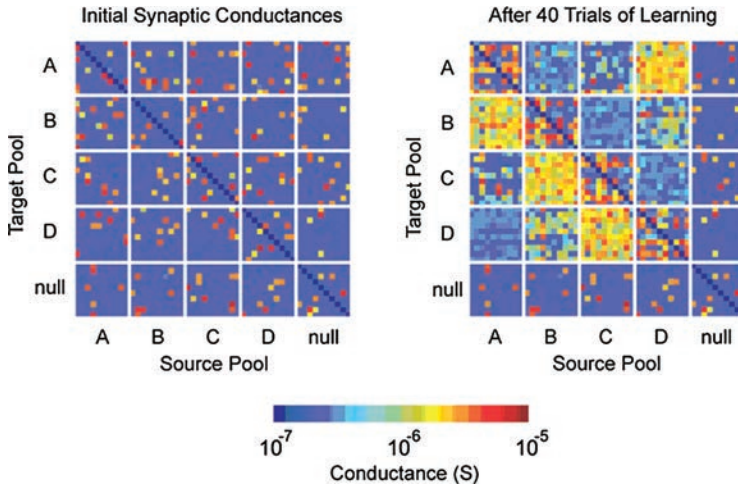 Initial Synaptic Conductances
After 40 Trials of Learning
Target Pool
A
B
C
D
null
A B C D null
Source Pool
Target Pool
A
B
C
D
null
A B C D null
Source Pool
10⁻⁷ 10⁻⁶ 10⁻⁵
Conductance (S)